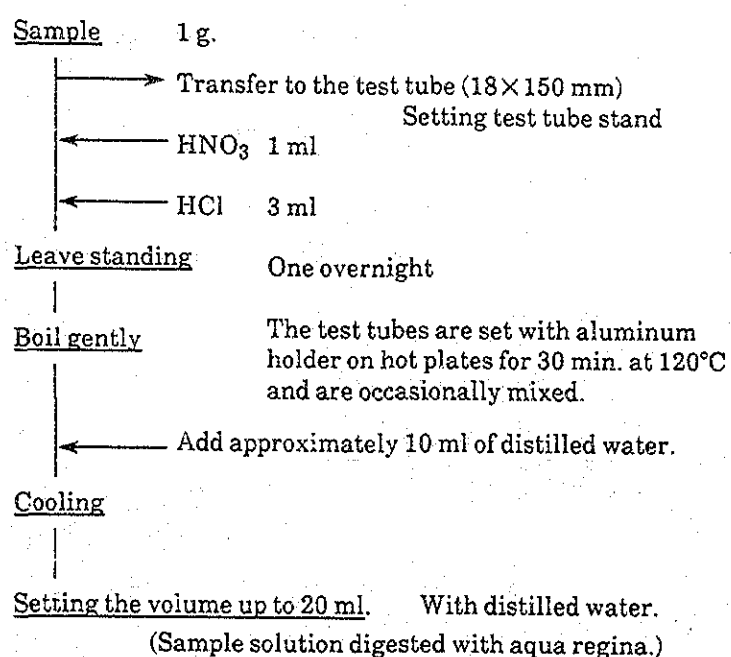 Sample 1 g.
Transfer to the test tube (18×150 mm)
Setting test tube stand
HNO3 1 ml
HCl 3 ml
Leave standing One overnight
Boil gently The test tubes are set with aluminum
holder on hot plates for 30 min. at 120°C
and are occasionally mixed.
Add approximately 10 ml of distilled water.
Cooling
Setting the volume up to 20 ml. With distilled water.
(Sample solution digested with aqua regina.)